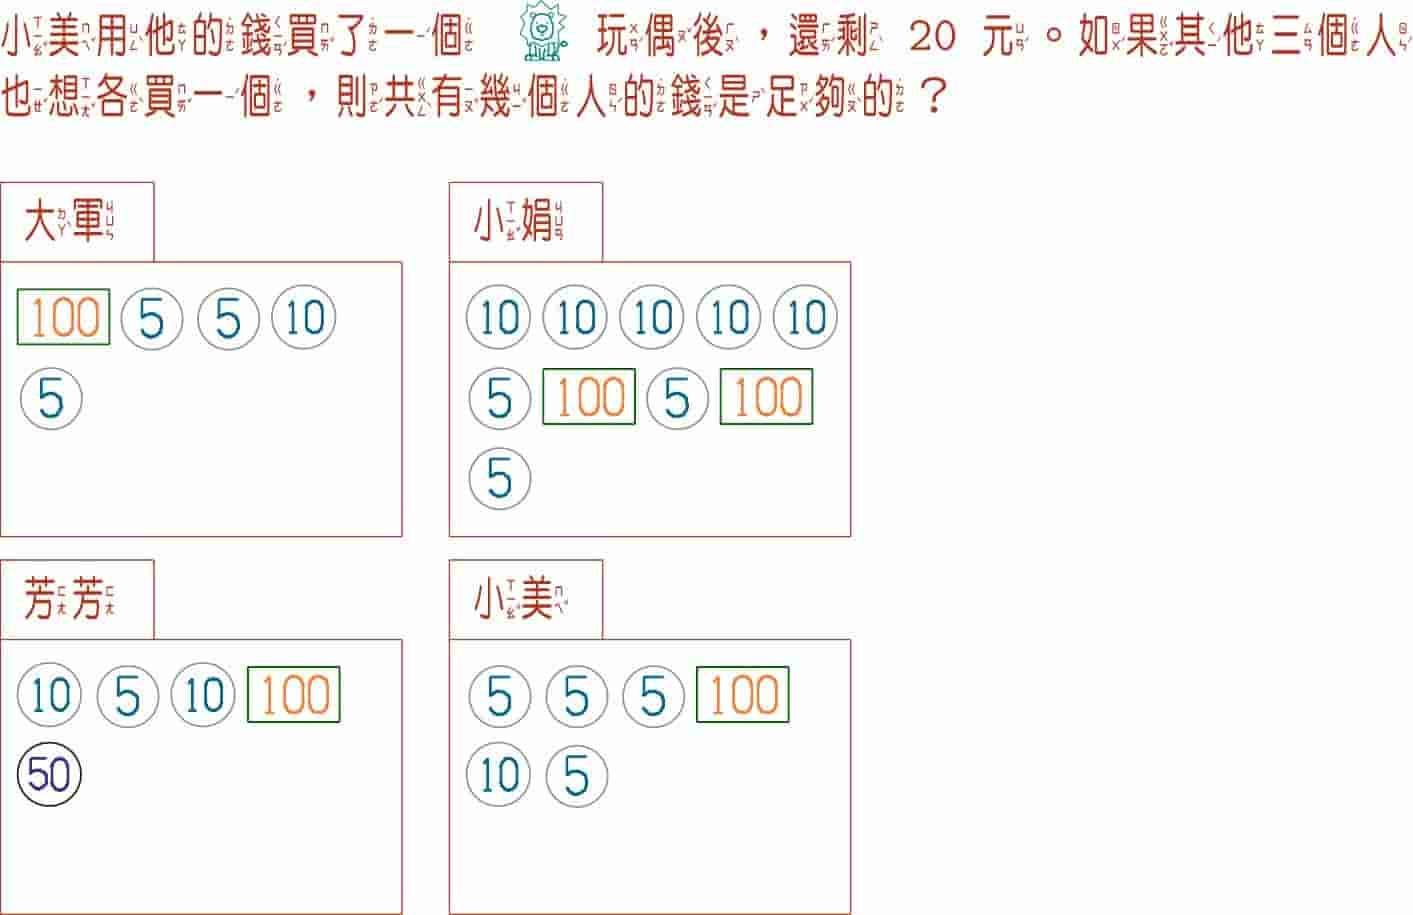 小美用他的錢買了一個 玩偶後，還剩 20 元。如果其他三個人
也想各買一個，則共有幾個人的錢是足夠的？
大軍
小娟
100 5 5 10
5
10 10 10 10 10
5 100 5 100
5
芳芳
小美
10 5 10 100
50
5 5 5 100
10 5